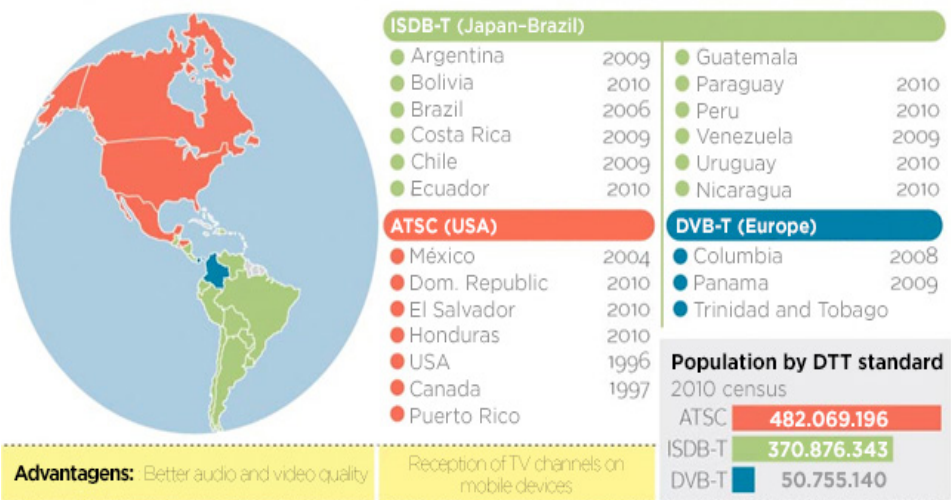 ISDB-T (Japan-Brazil)
Argentina 2009
Bolivia 2010
Brazil 2006
Costa Rica 2009
Chile 2009
Ecuador 2010
Guatemala
Paraguay 2010
Peru 2010
Venezuela 2009
Uruguay 2010
Nicaragua 2010
ATSC (USA)
México 2004
Dom. Republic 2010
El Salvador 2010
Honduras 2010
USA 1996
Canada 1997
Puerto Rico
DVB-T (Europe)
Columbia 2008
Panama 2009
Trinidad and Tobago
Population by DTT standard
2010 census
ATSC 482.069.196
ISDB-T 370.876.343
DVB-T 50.755.140
Advantagens: Better audio and video quality
Reception of TV channels on
mobile devices